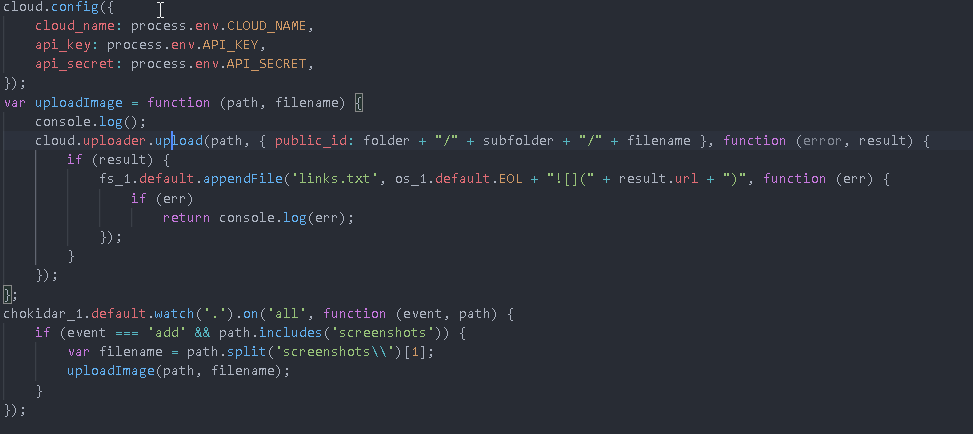 cloud.config({
    cloud_name: process.env.CLOUD_NAME,
    api_key: process.env.API_KEY,
    api_secret: process.env.API_SECRET,
});
var uploadImage = function (path, filename) {
    console.log();
    cloud.uploader.upload(path, { public_id: folder + "/" + subfolder + "/" + filename }, function (error, result) {
        if (result) {
            fs_1.default.appendFile('links.txt', os_1.default.EOL + "![](" + result.url + ")", function (err) {
                if (err)
                    return console.log(err);
            });
        }
    });
};
chokidar_1.default.watch('.').on('all', function (event, path) {
    if (event === 'add' && path.includes('screenshots')) {
        var filename = path.split('screenshots\\')[1];
        uploadImage(path, filename);
    }
});